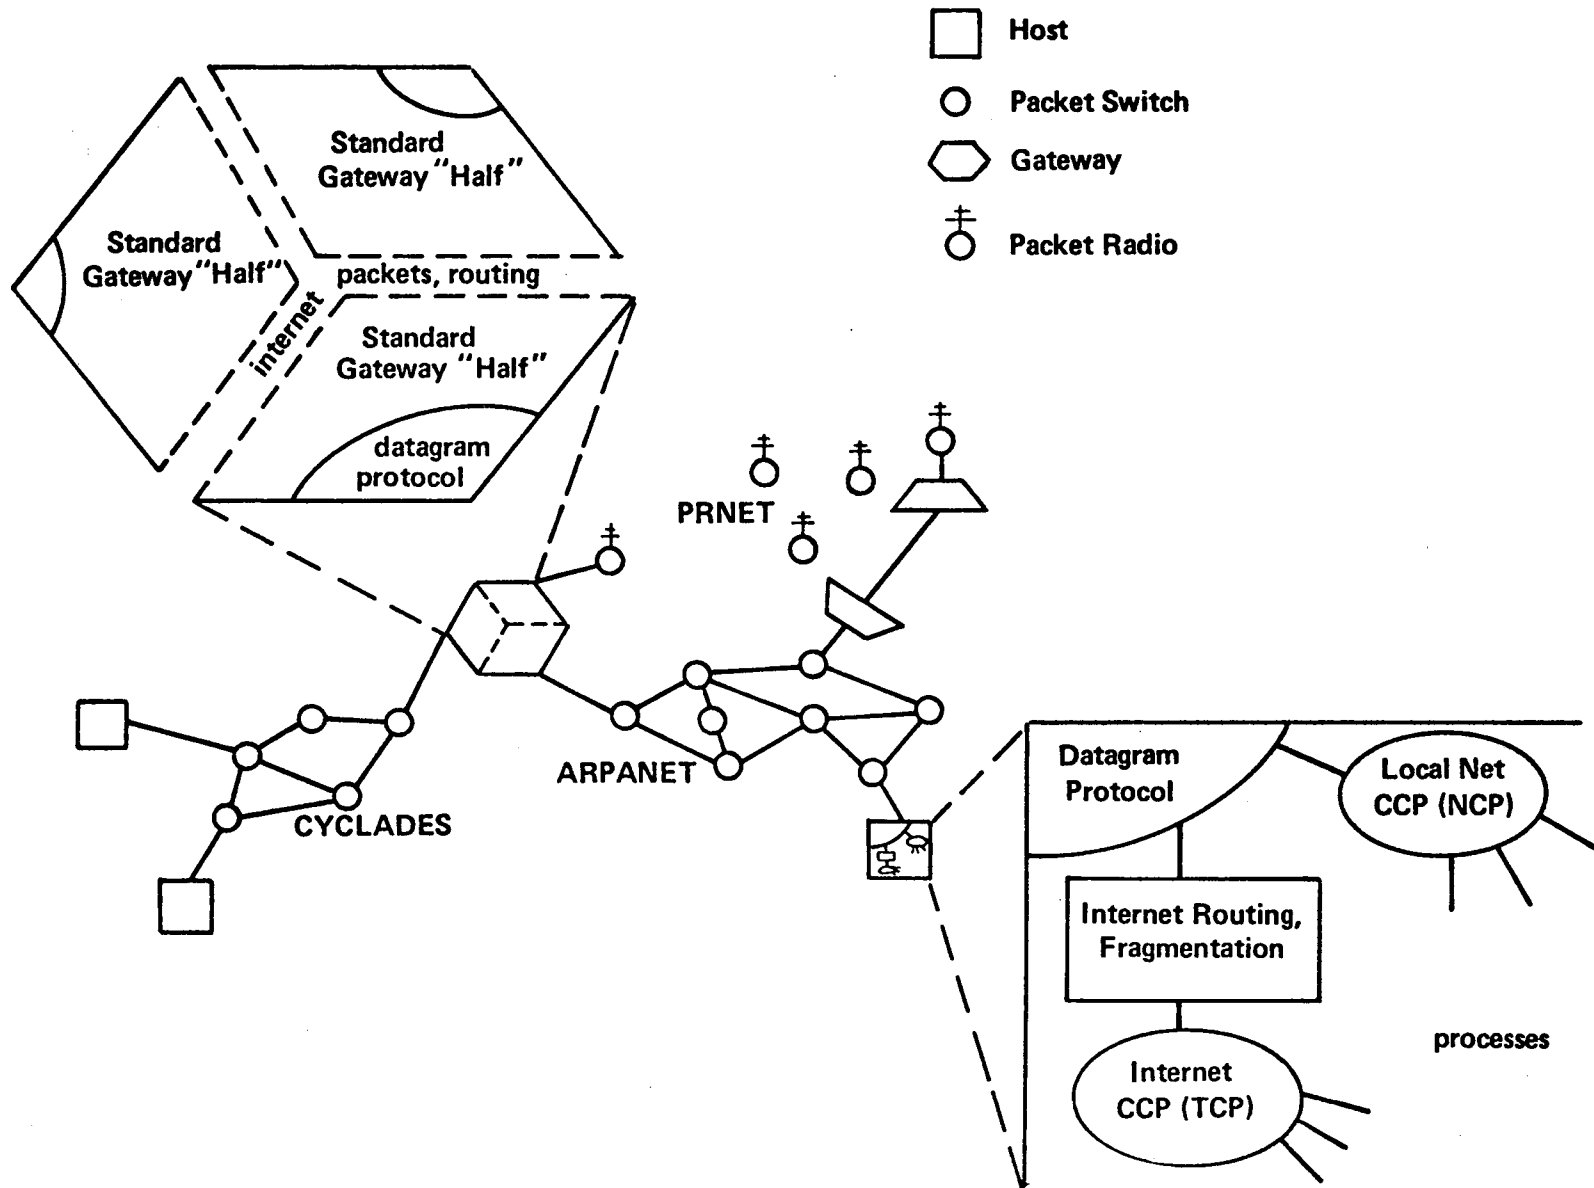 Host
Packet Switch
Gateway
Packet Radio
Standard
Gateway "Half"
Standard
Gateway "Half"
packets, routing
internet
Standard
Gateway "Half"
datagram
protocol
PRNET
ARPANET
CYCLADES
Datagram
Protocol
Local Net
CCP (NCP)
Internet Routing,
Fragmentation
processes
Internet
CCP (TCP)